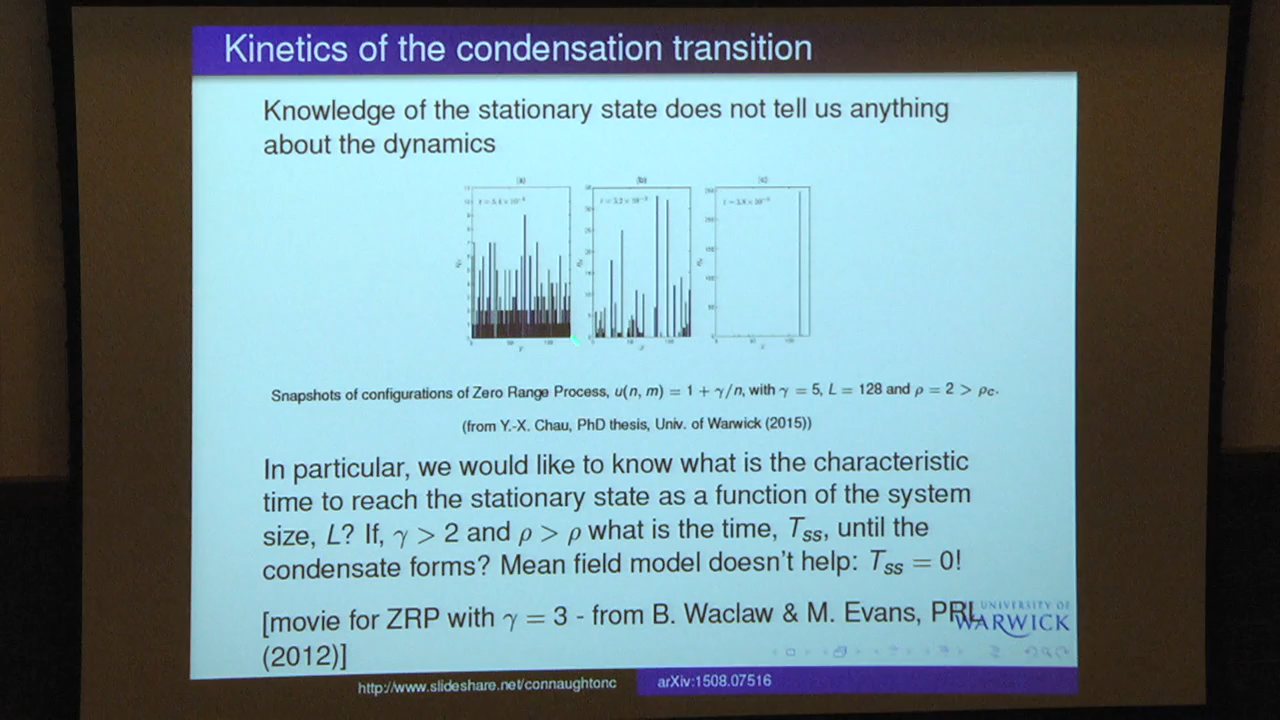 Kinetics of the condensation transition
Knowledge of the stationary state does not tell us anything
about the dynamics
(a) (b) (c)
Snapshots of configurations of Zero Range Process, u(n, m) = 1 + γ/n, with γ = 5, L = 128 and ρ = 2 > ρc.
(from Y.-X. Chau, PhD thesis, Univ. of Warwick (2015))
In particular, we would like to know what is the characteristic
time to reach the stationary state as a function of the system
size, L? If, γ > 2 and ρ > ρ what is the time, Tss, until the
condensate forms? Mean field model doesn't help: Tss = 0!
[movie for ZRP with γ = 3 - from B. Waclaw & M. Evans, PRL
(2012)]
UNIVERSITY OF
WARWICK
http://www.slideshare.net/connaughtonc
arXiv:1508.07516